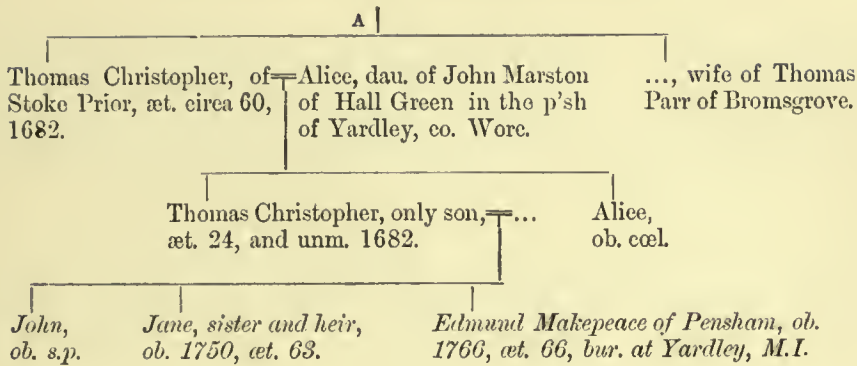 A
Thomas Christopher, of
Stoke Prior, æt. circa 60,
1682.
Alice, dau. of John Marston
of Hall Green in the p'sh
of Yardley, co. Worc.
..., wife of Thomas
Parr of Bromsgrove.
Thomas Christopher, only son,
æt. 24, and unm. 1682.
...
Alice,
ob. cœl.
John,
ob. s.p.
Jane, sister and heir,
ob. 1750, æt. 63.
Edmund Makepeace of Pensham, ob.
1766, æt. 66, bur. at Yardley, M.I.